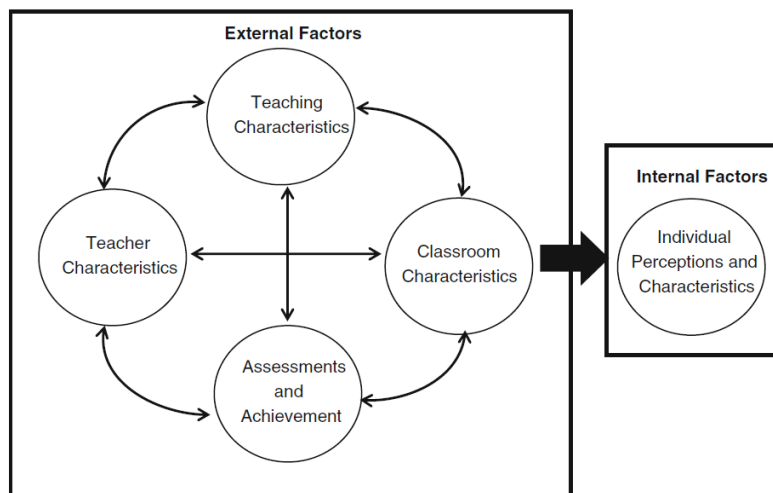 External Factors
Teaching
Characteristics
Teacher
Characteristics
Classroom
Characteristics
Assessments
and
Achievement
Internal Factors
Individual
Perceptions and
Characteristics